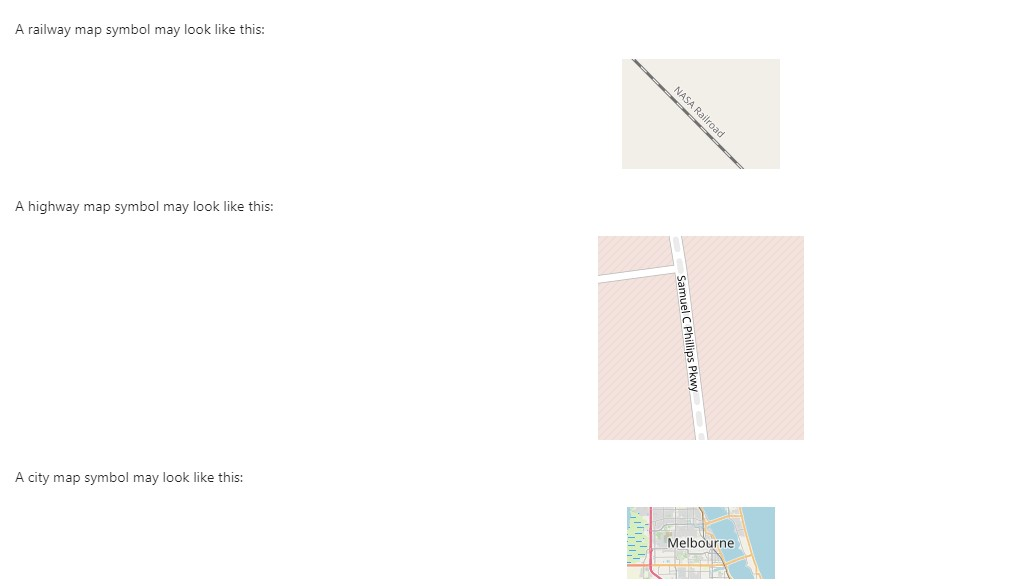 A railway map symbol may look like this:
NASA Railroad
A highway map symbol may look like this:
Samuel C Phillips Pkwy
A city map symbol may look like this:
Melbourne